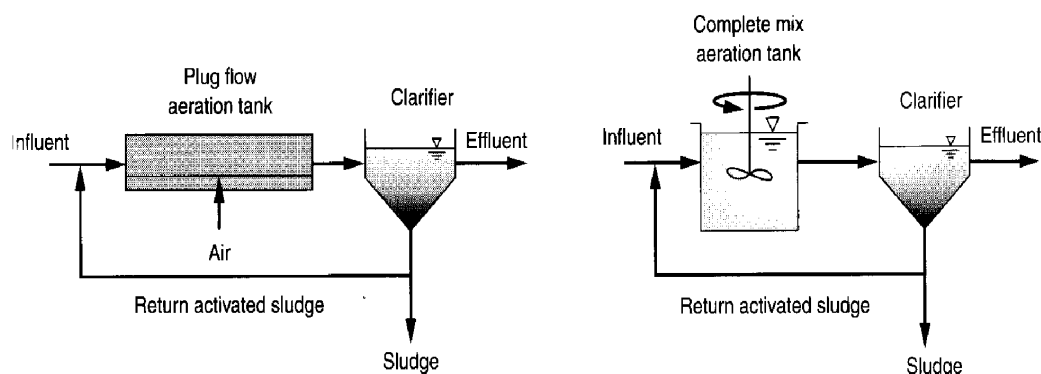 Plug flow
aeration tank
Clarifier
Influent
Effluent
Air
Return activated sludge
Sludge
Complete mix
aeration tank
Clarifier
Influent
Effluent
Return activated sludge
Sludge